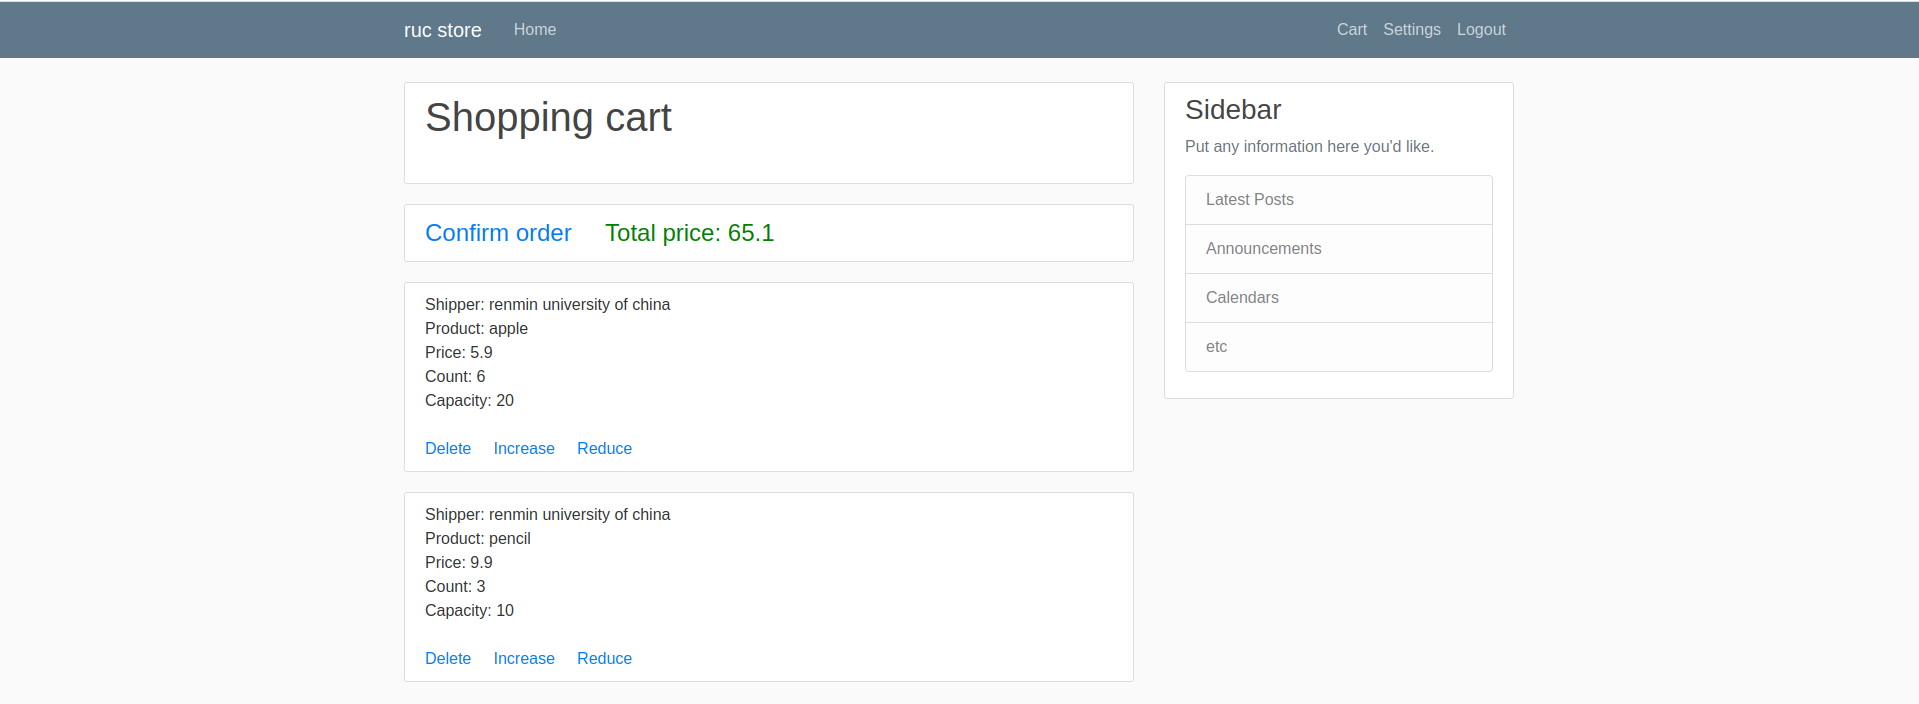 ruc store Home Cart Settings Logout
Shopping cart
Confirm order Total price: 65.1
Shipper: renmin university of china
Product: apple
Price: 5.9
Count: 6
Capacity: 20
Delete Increase Reduce
Shipper: renmin university of china
Product: pencil
Price: 9.9
Count: 3
Capacity: 10
Delete Increase Reduce
Sidebar
Put any information here you'd like.
Latest Posts
Announcements
Calendars
etc